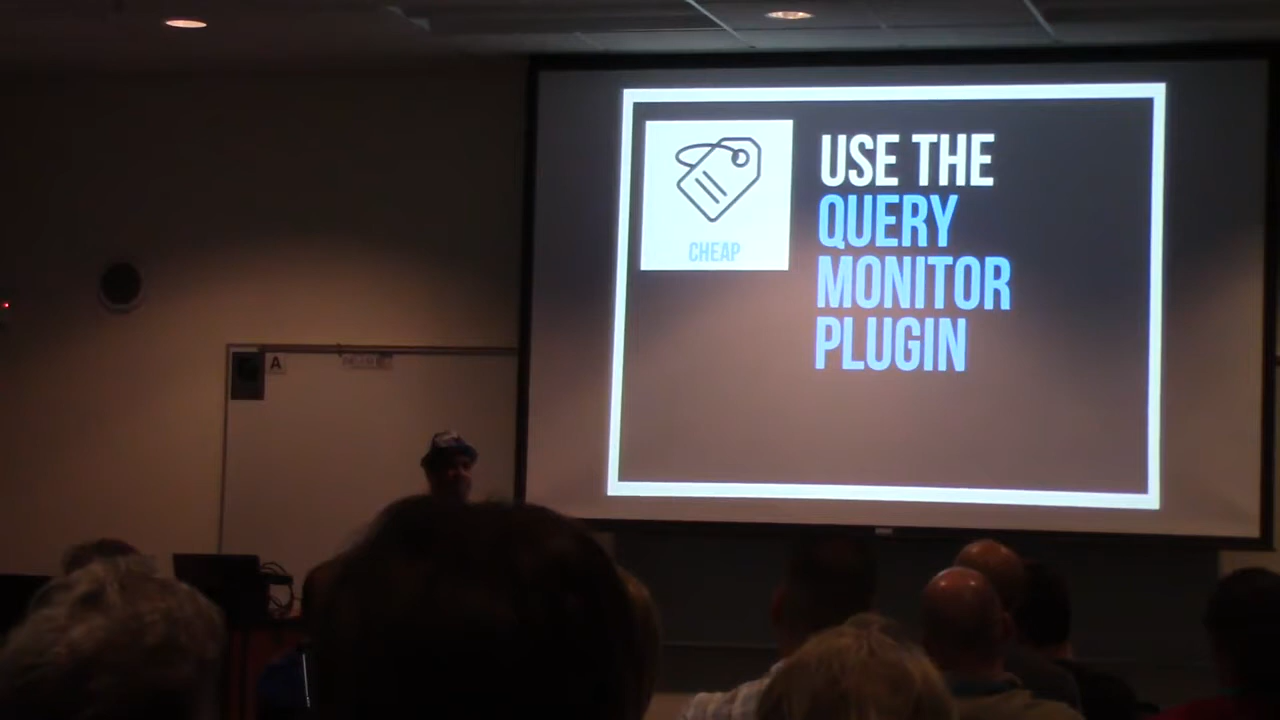 USE THE
QUERY
MONITOR
PLUGIN
CHEAP
A